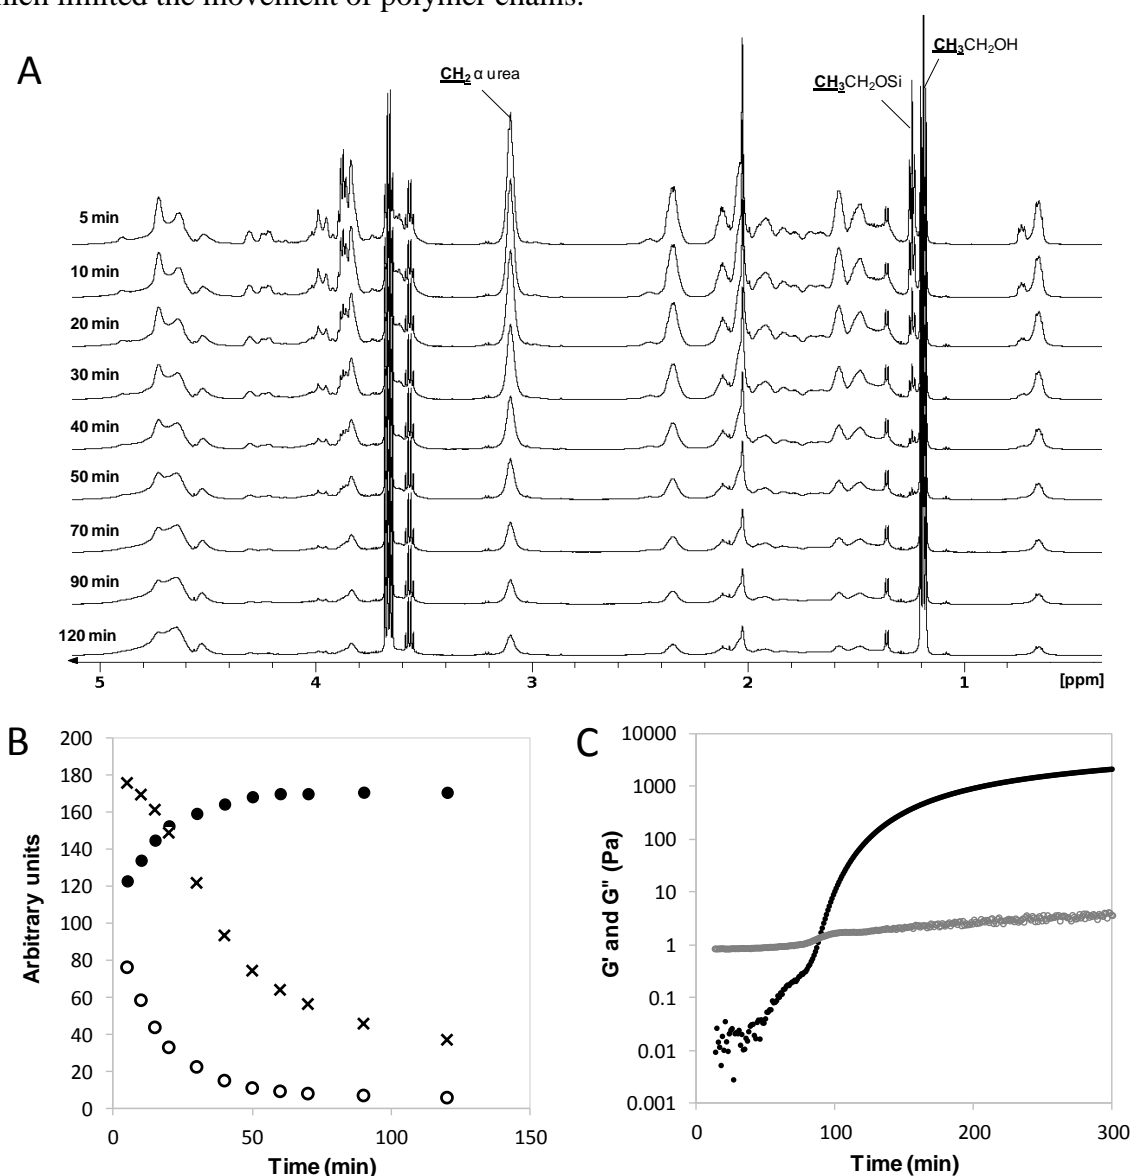 which limited the movement of polymer chains.
A
CH3CH2OH
CH2 α urea
CH3CH2OSi
5 min
10 min
20 min
30 min
40 min
50 min
70 min
90 min
120 min
5 4 3 2 1 [ppm]
B
Arbitrary units
200
180
160
140
120
100
80
60
40
20
0
0 50 100 150
Time (min)
C
G' and G" (Pa)
10000
1000
100
10
1
0.1
0.01
0.001
0 100 200 300
Time (min)